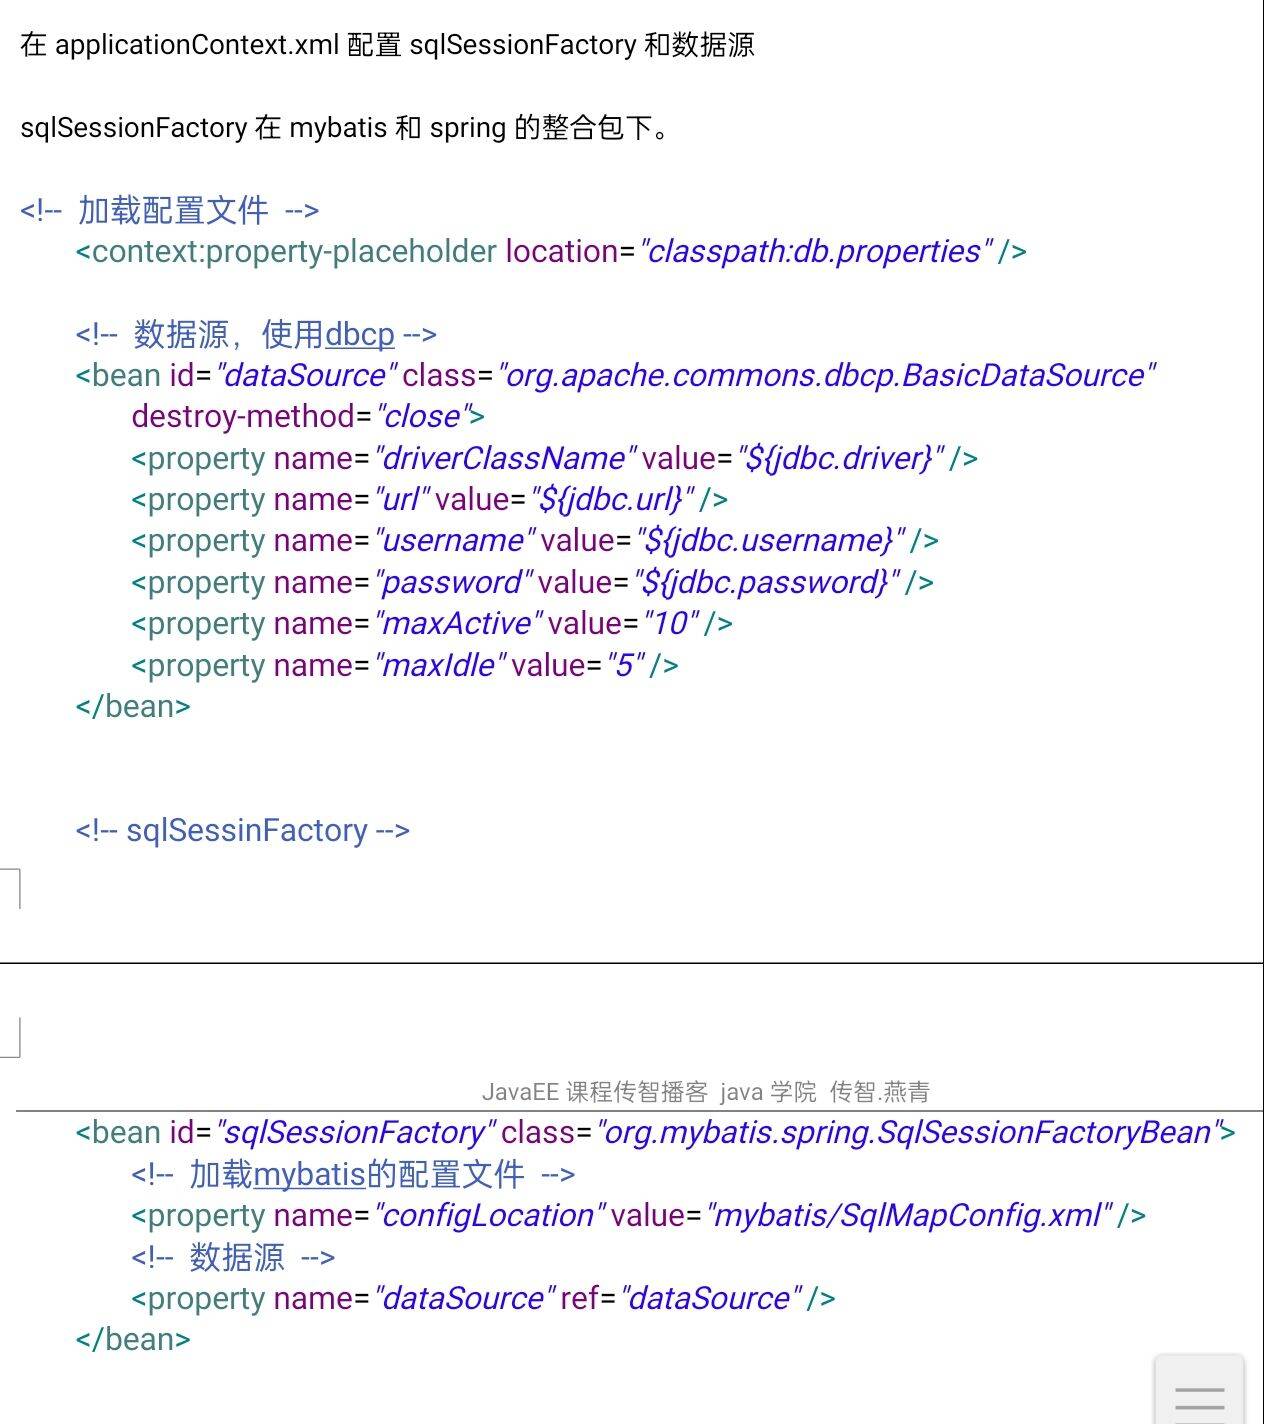 在 applicationContext.xml 配置 sqlSessionFactory 和数据源
sqlSessionFactory 在 mybatis 和 spring 的整合包下。
<!-- 加载配置文件 -->
<context:property-placeholder location="classpath:db.properties" />
<!-- 数据源，使用dbcp -->
<bean id="dataSource" class="org.apache.commons.dbcp.BasicDataSource"
destroy-method="close">
<property name="driverClassName" value="${jdbc.driver}" />
<property name="url" value="${jdbc.url}" />
<property name="username" value="${jdbc.username}" />
<property name="password" value="${jdbc.password}" />
<property name="maxActive" value="10" />
<property name="maxIdle" value="5" />
</bean>
<!-- sqlSessinFactory -->
JavaEE 课程传智播客 java 学院 传智.燕青
<bean id="sqlSessionFactory" class="org.mybatis.spring.SqlSessionFactoryBean">
<!-- 加载mybatis的配置文件 -->
<property name="configLocation" value="mybatis/SqlMapConfig.xml" />
<!-- 数据源 -->
<property name="dataSource" ref="dataSource" />
</bean>